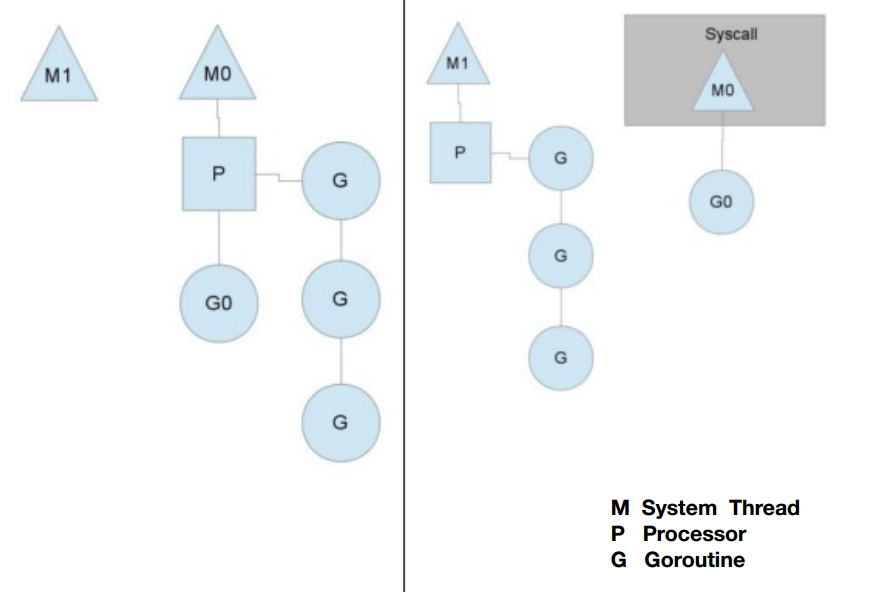 M1
M0
P
G
G0
G
G
M1
P
G
G
G
Syscall
M0
G0
M System Thread
P Processor
G Goroutine